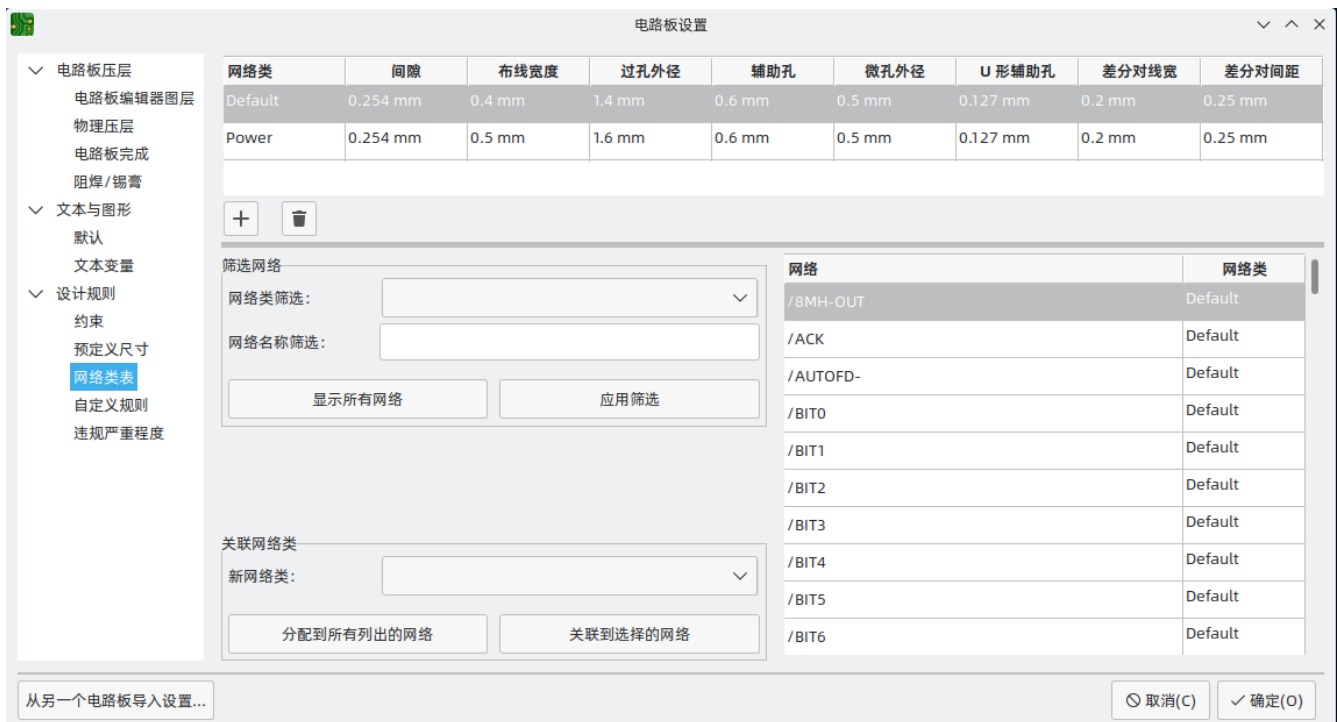 电路板设置
电路板压层
电路板编辑器图层
物理压层
电路板完成
阻焊/锡膏
文本与图形
默认
文本变量
设计规则
约束
预定义尺寸
网络类表
自定义规则
违规严重程度
网络类 间隙 布线宽度 过孔外径 辅助孔 微孔外径 U 形辅助孔 差分对线宽 差分对间距
Default 0.254 mm 0.4 mm 1.4 mm 0.6 mm 0.5 mm 0.127 mm 0.2 mm 0.25 mm
Power 0.254 mm 0.5 mm 1.6 mm 0.6 mm 0.5 mm 0.127 mm 0.2 mm 0.25 mm
筛选网络
网络类筛选:
网络名称筛选:
显示所有网络 应用筛选
关联网络类
新网络类:
分配到所有列出的网络 关联到选择的网络
网络 网络类
/8MH-OUT Default
/ACK Default
/AUTOFD- Default
/BIT0 Default
/BIT1 Default
/BIT2 Default
/BIT3 Default
/BIT4 Default
/BIT5 Default
/BIT6 Default
从另一个电路板导入设置... 取消(C) 确定(O)